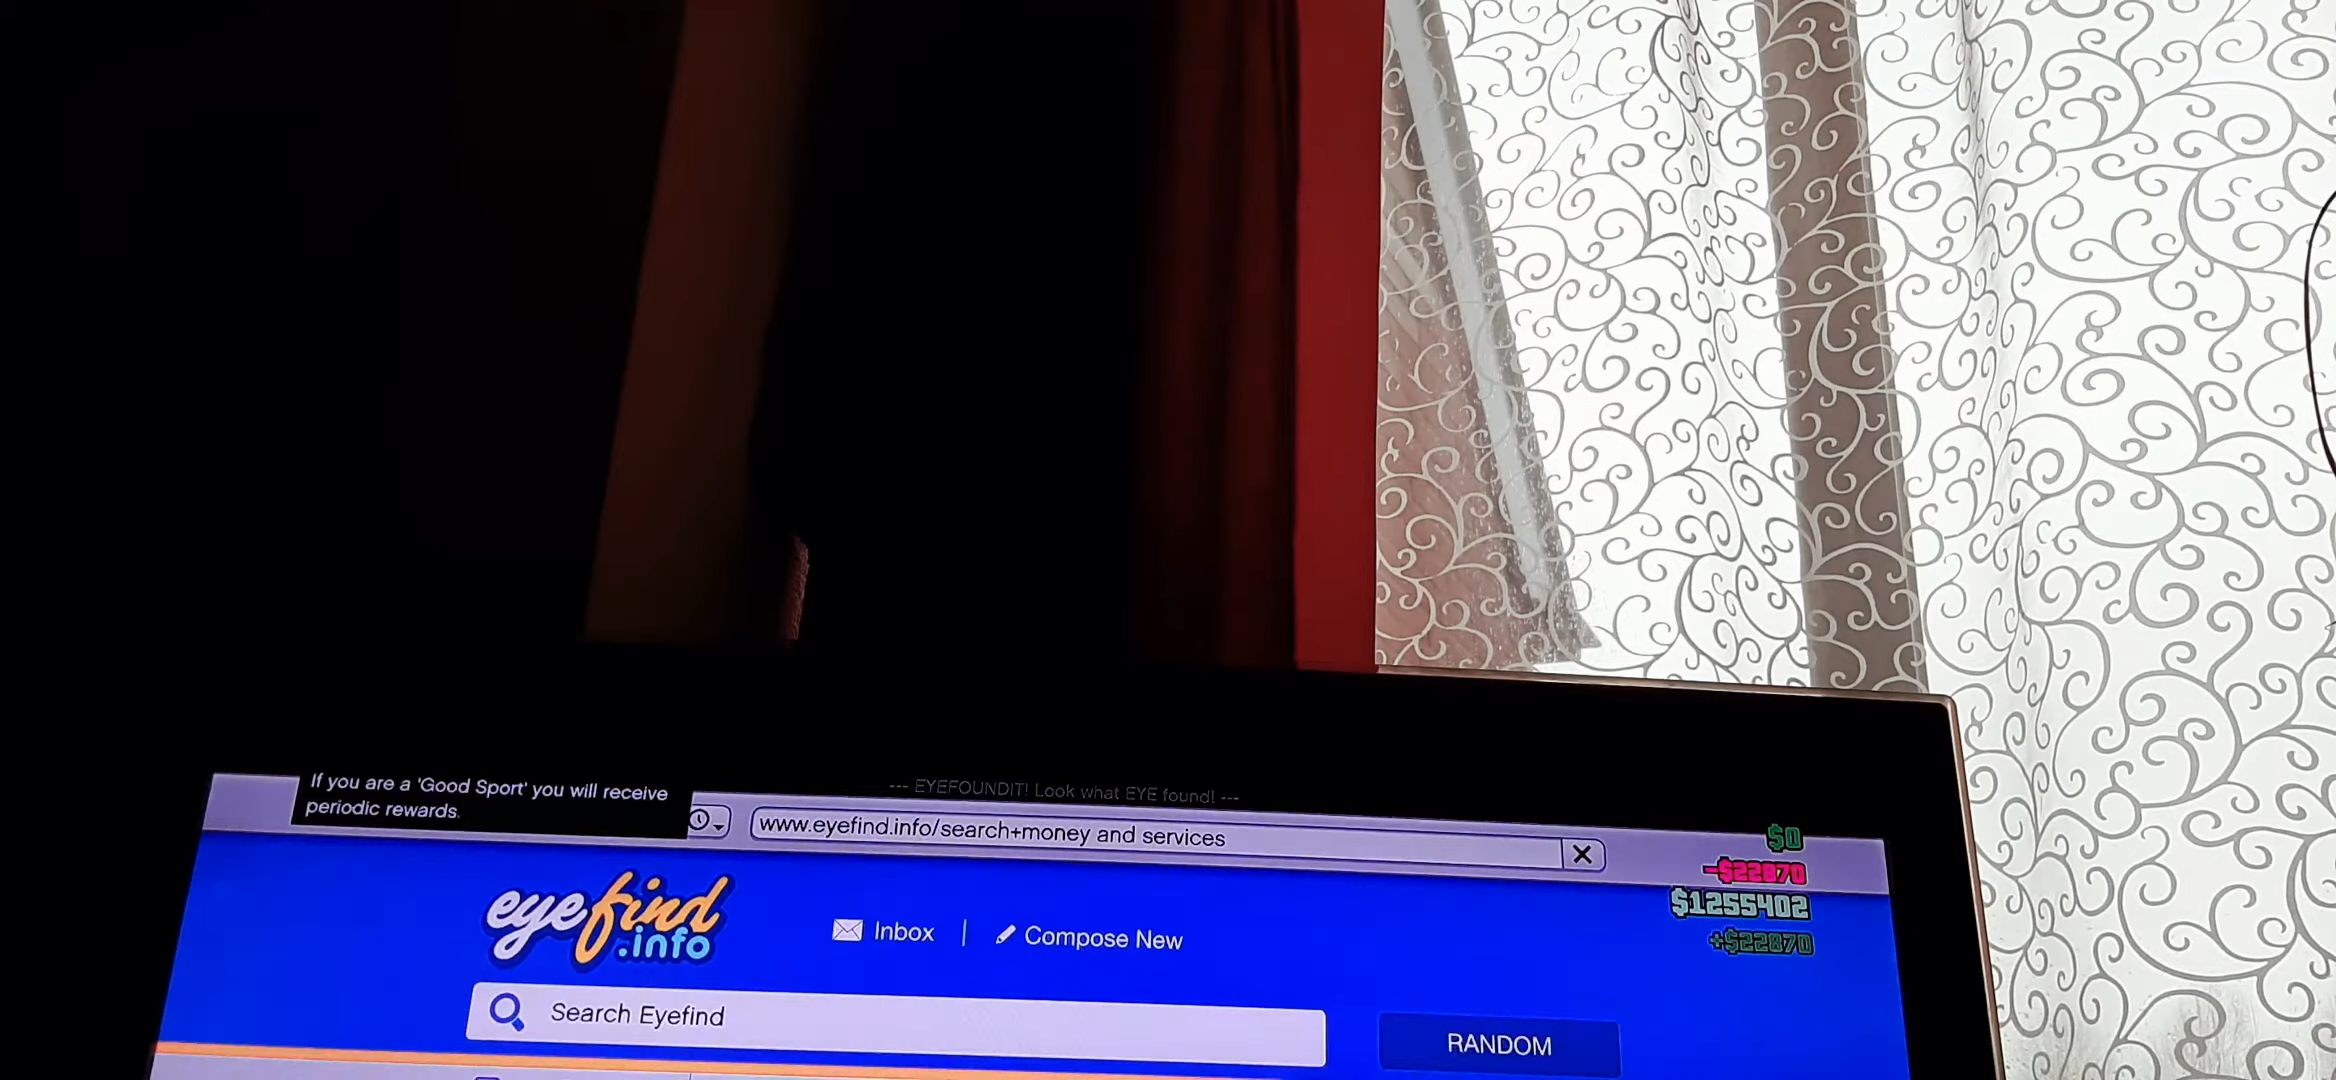 If you are a 'Good Sport' you will receive
periodic rewards.
--- EYEFOUNDIT! Look what EYE found! ---
www.eyefind.info/search+money and services
$0
-$22870
$1255402
+$22870
eyefind
.info
Inbox | Compose New
Search Eyefind
RANDOM